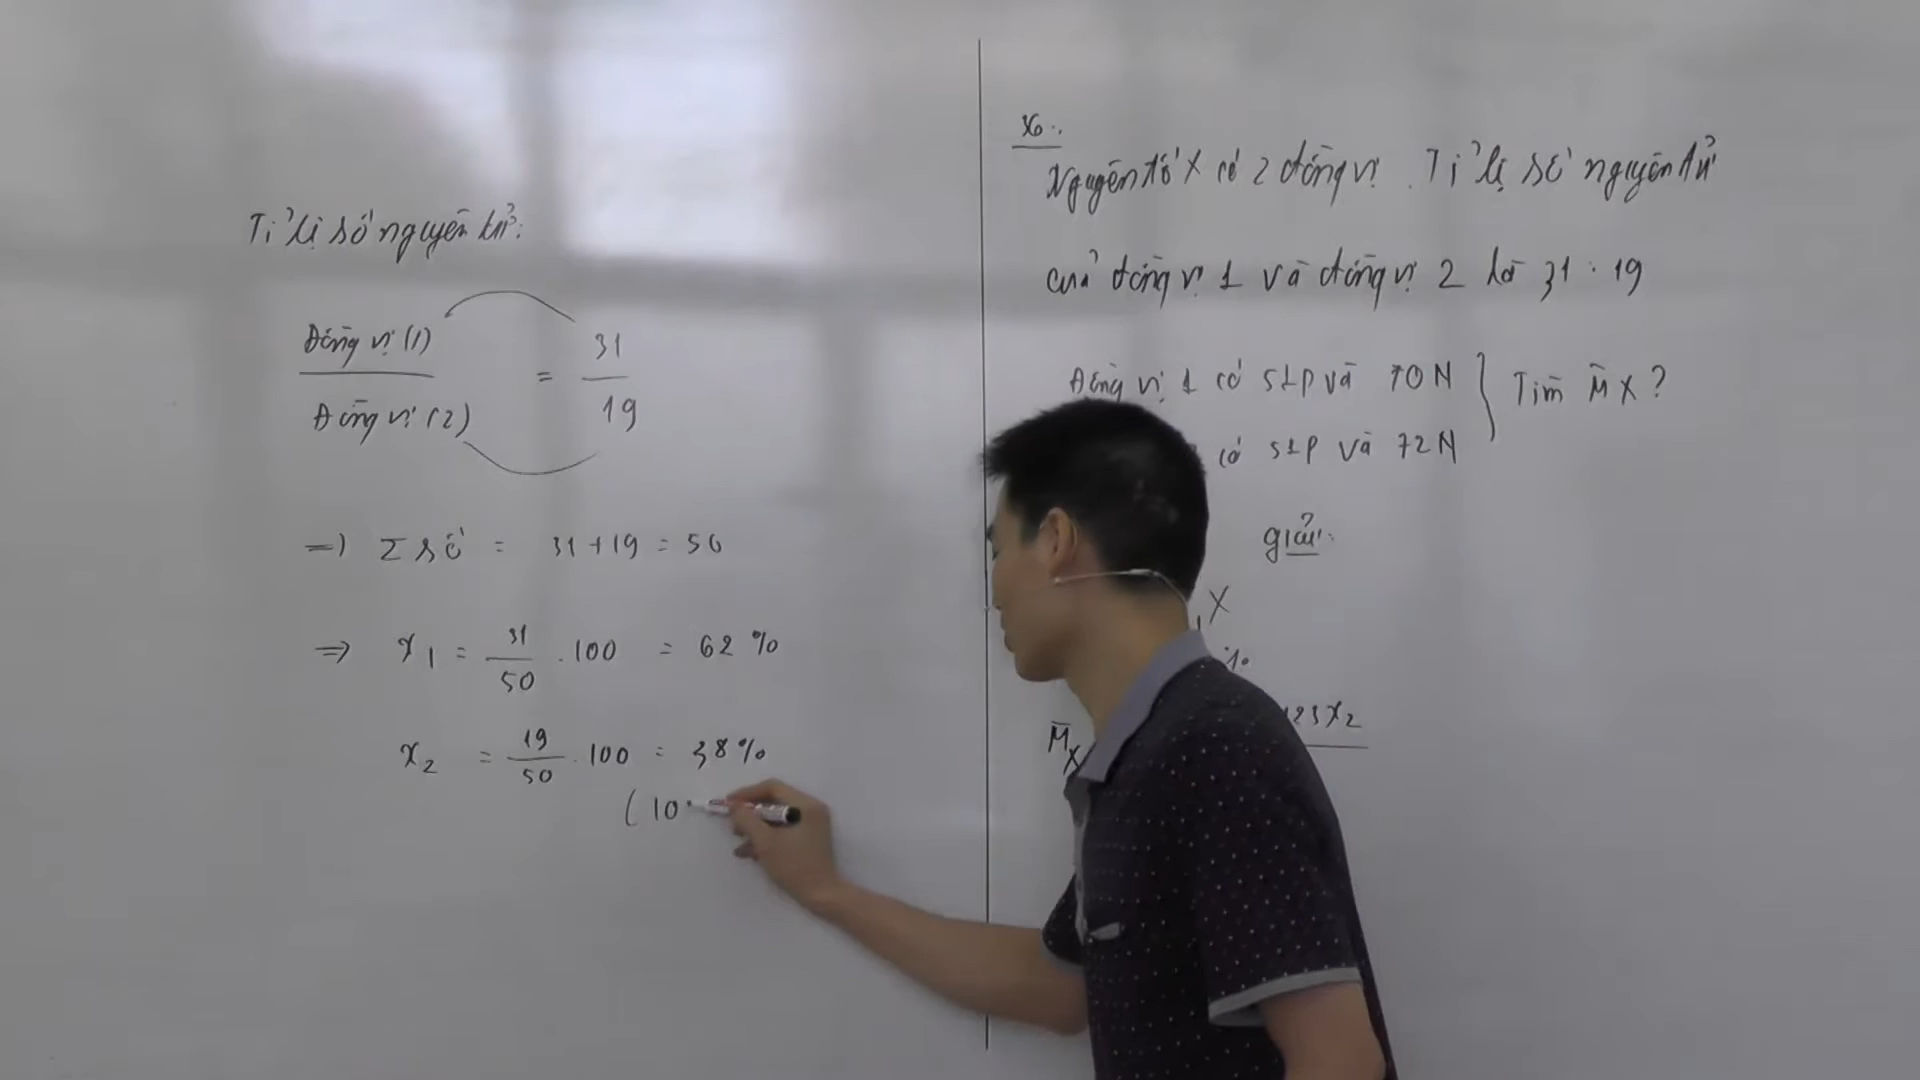 Tỉ lệ số nguyên tử:
Đồng vị (1)
Đồng vị (2)
= 31
19
=) Σ số = 31 + 19 = 50
=> x1 = 31/50 . 100 = 62 %
x2 = 19/50 . 100 = 38 %
(10
Nguyên tố X có 2 đồng vị . Tỉ lệ số nguyên tử
của đồng vị 1 và đồng vị 2 là 31 : 19
Đồng vị 1 có 51P và 70N
có 51P và 72N
} Tìm M̄X ?
giải:
X
%
123x2
M̄X